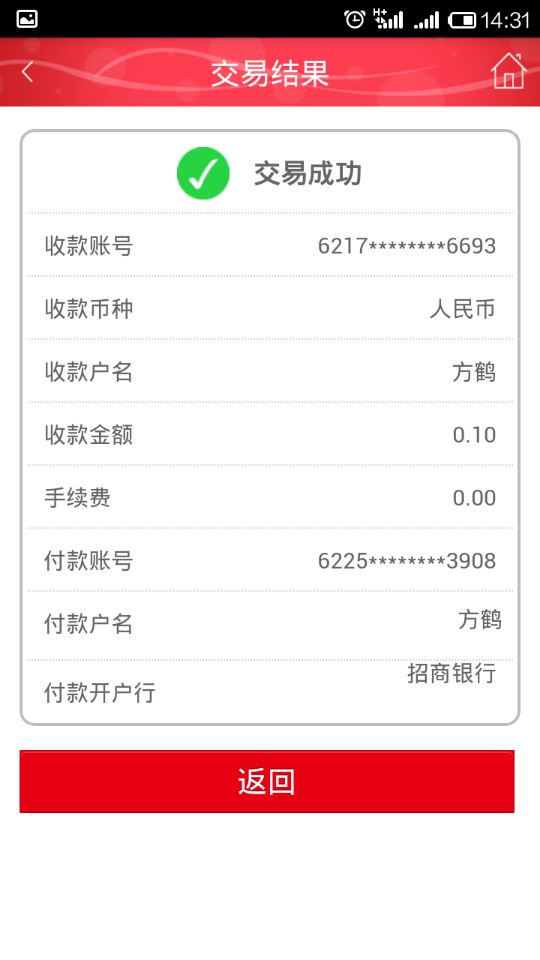 H+ 14:31
交易结果
交易成功
收款账号 6217********6693
收款币种 人民币
收款户名 方鹤
收款金额 0.10
手续费 0.00
付款账号 6225********3908
付款户名 方鹤
付款开户行 招商银行
返回